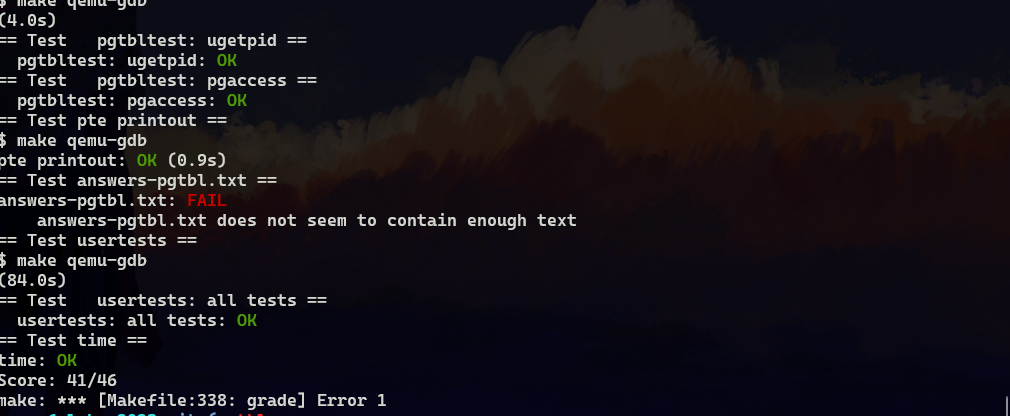 $ make qemu-gdb
(4.0s)
== Test   pgtbltest: ugetpid ==
  pgtbltest: ugetpid: OK
== Test   pgtbltest: pgaccess ==
  pgtbltest: pgaccess: OK
== Test pte printout ==
$ make qemu-gdb
pte printout: OK (0.9s)
== Test answers-pgtbl.txt ==
answers-pgtbl.txt: FAIL
    answers-pgtbl.txt does not seem to contain enough text
== Test usertests ==
$ make qemu-gdb
(84.0s)
== Test   usertests: all tests ==
  usertests: all tests: OK
== Test time ==
time: OK
Score: 41/46
make: *** [Makefile:338: grade] Error 1